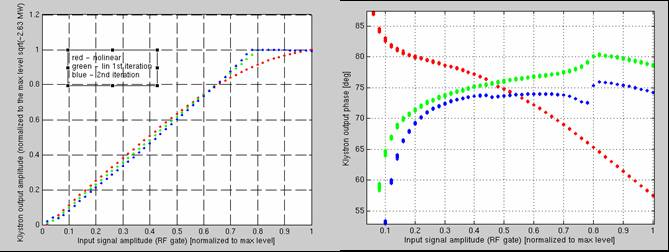 Klystron output amplitude (normalized to the max level sqrt(~2.63 MW)
1.2
1
0.8
0.6
0.4
0.2
0
red - nolinear
green - lin 1st iteration
blue - 2nd iteration
0 0.1 0.2 0.3 0.4 0.5 0.6 0.7 0.8 0.9 1
Input signal amplitude (RF gate) [normalized to max level]
Klystron output phase [deg]
85
80
75
70
65
60
55
0.1 0.2 0.3 0.4 0.5 0.6 0.7 0.8 0.9 1
Input signal amplitude (RF gate) [normalized to max level]